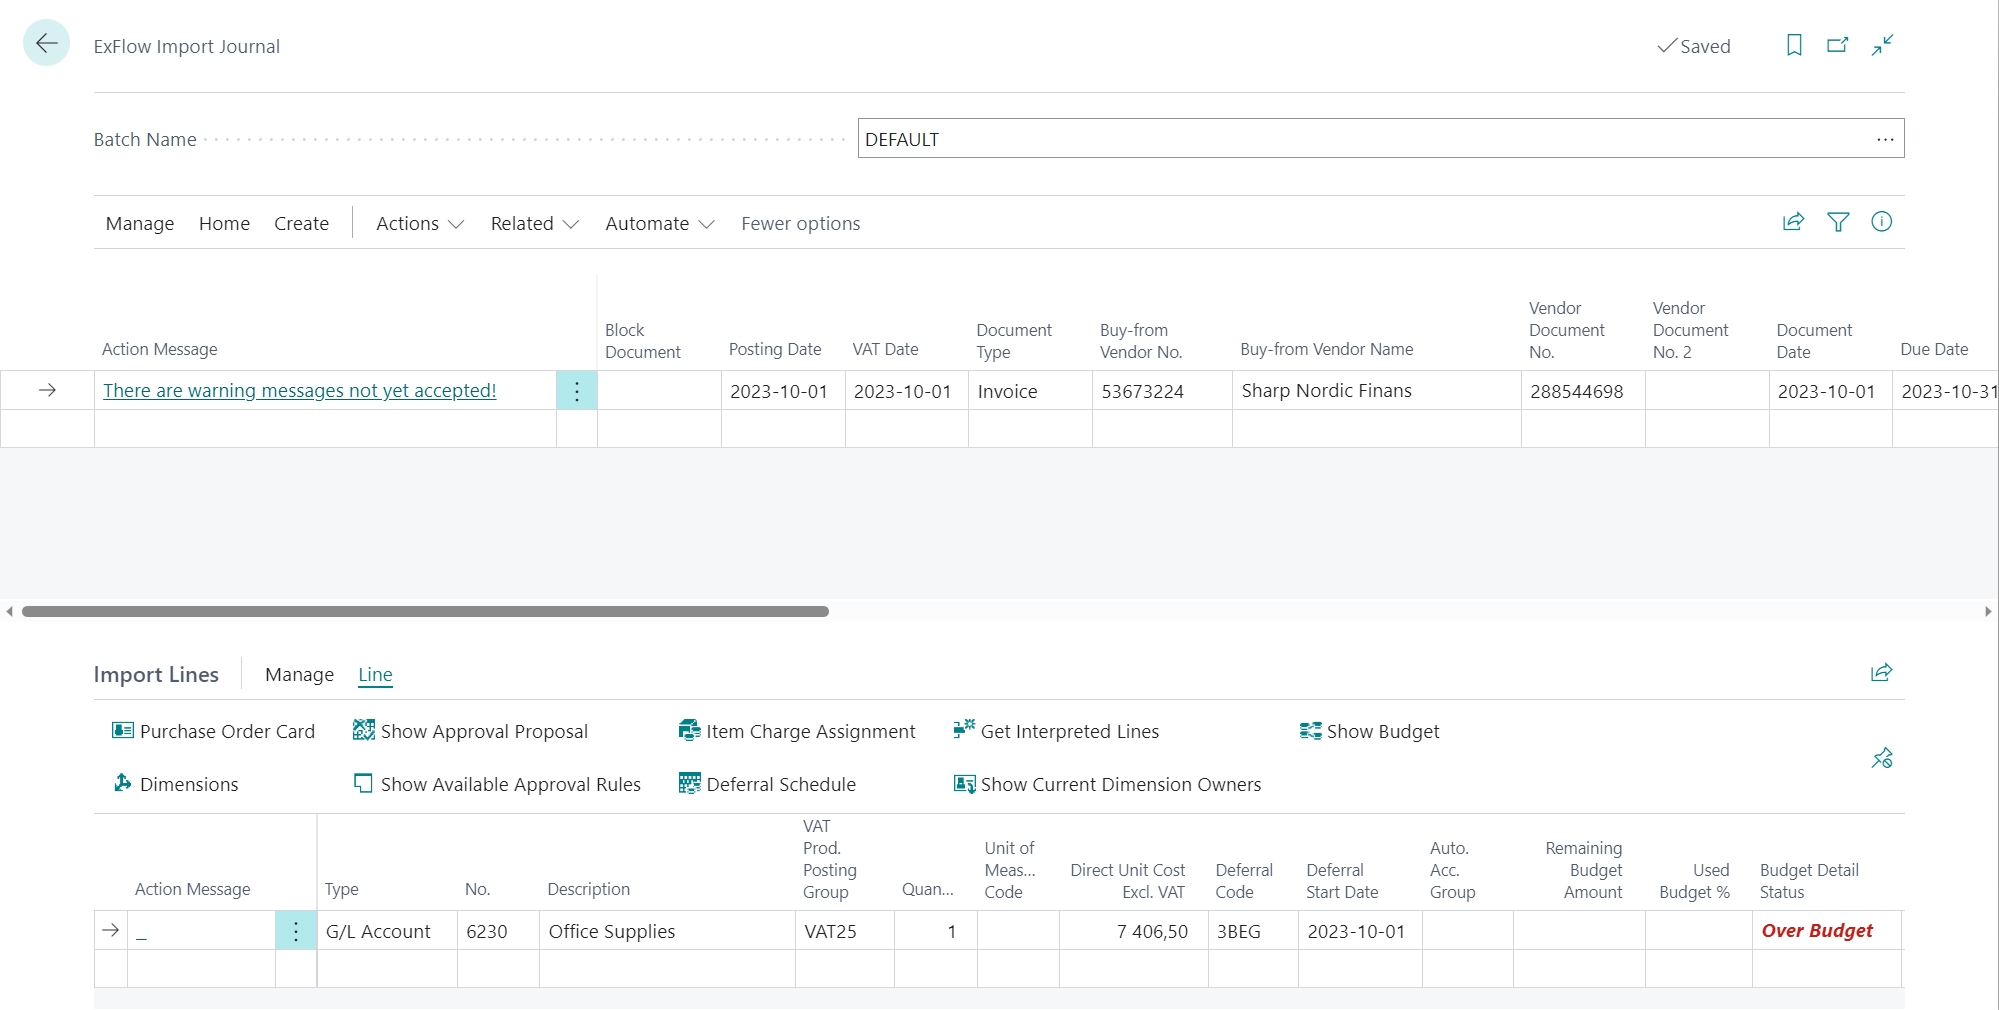 ExFlow Import Journal
Saved
Batch Name
DEFAULT
Manage Home Create Actions Related Automate Fewer options
Action Message
Block Document
Posting Date
VAT Date
Document Type
Buy-from Vendor No.
Buy-from Vendor Name
Vendor Document No.
Vendor Document No. 2
Document Date
Due Date
There are warning messages not yet accepted! 2023-10-01 2023-10-01 Invoice 53673224 Sharp Nordic Finans 288544698 2023-10-01 2023-10-31
Import Lines Manage Line
Purchase Order Card Show Approval Proposal Item Charge Assignment Get Interpreted Lines Show Budget
Dimensions Show Available Approval Rules Deferral Schedule Show Current Dimension Owners
Action Message
Type
No.
Description
VAT Prod. Posting Group
Quan...
Unit of Meas... Code
Direct Unit Cost Excl. VAT
Deferral Code
Deferral Start Date
Auto. Acc. Group
Remaining Budget Amount
Used Budget %
Budget Detail Status
_ G/L Account 6230 Office Supplies VAT25 1 7 406,50 3BEG 2023-10-01 Over Budget